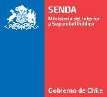 SENDA
Ministerio del Interior
y Seguridad Pública
Gobierno de Chile